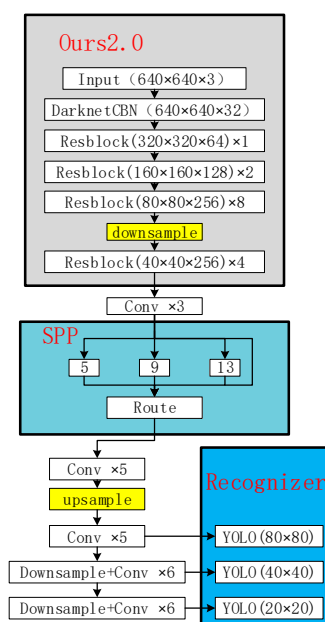 Ours2.0
Input（640×640×3）
DarknetCBN（640×640×32）
Resblock(320×320×64)×1
Resblock(160×160×128)×2
Resblock(80×80×256)×8
downsample
Resblock(40×40×256)×4
Conv ×3
SPP
5 9 13
Route
Conv ×5
upsample
Recognizer
Conv ×5 YOLO(80×80)
Downsample+Conv ×6 YOLO(40×40)
Downsample+Conv ×6 YOLO(20×20)